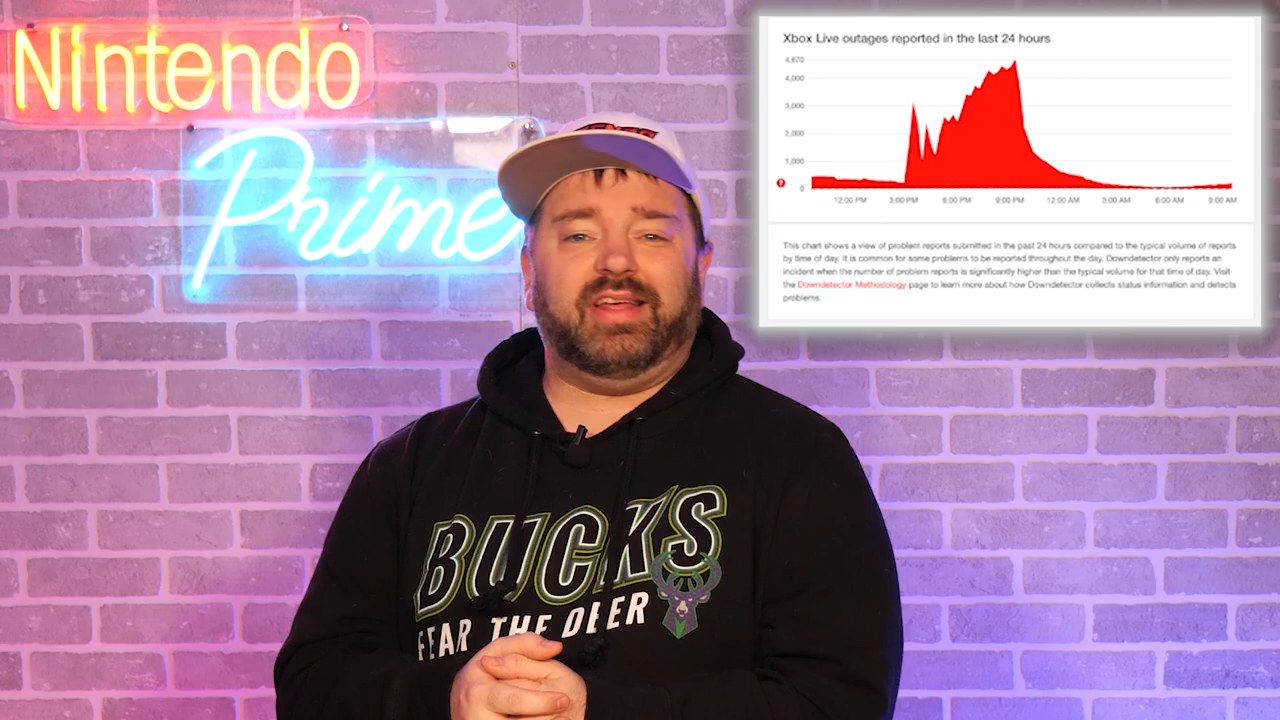 Nintendo
Prime
Xbox Live outages reported in the last 24 hours
4,670
4,000
3,000
2,000
1,000
0
12:00 PM 3:00 PM 6:00 PM 9:00 PM 12:00 AM 3:00 AM 6:00 AM 9:00 AM
This chart shows a view of problem reports submitted in the past 24 hours compared to the typical volume of reports
by time of day. It is common for some problems to be reported throughout the day. Downdetector only reports an
incident when the number of problem reports is significantly higher than the typical volume for that time of day. Visit
the Downdetector Methodology page to learn more about how Downdetector collects status information and detects
problems.
BUCKS
FEAR THE DEER